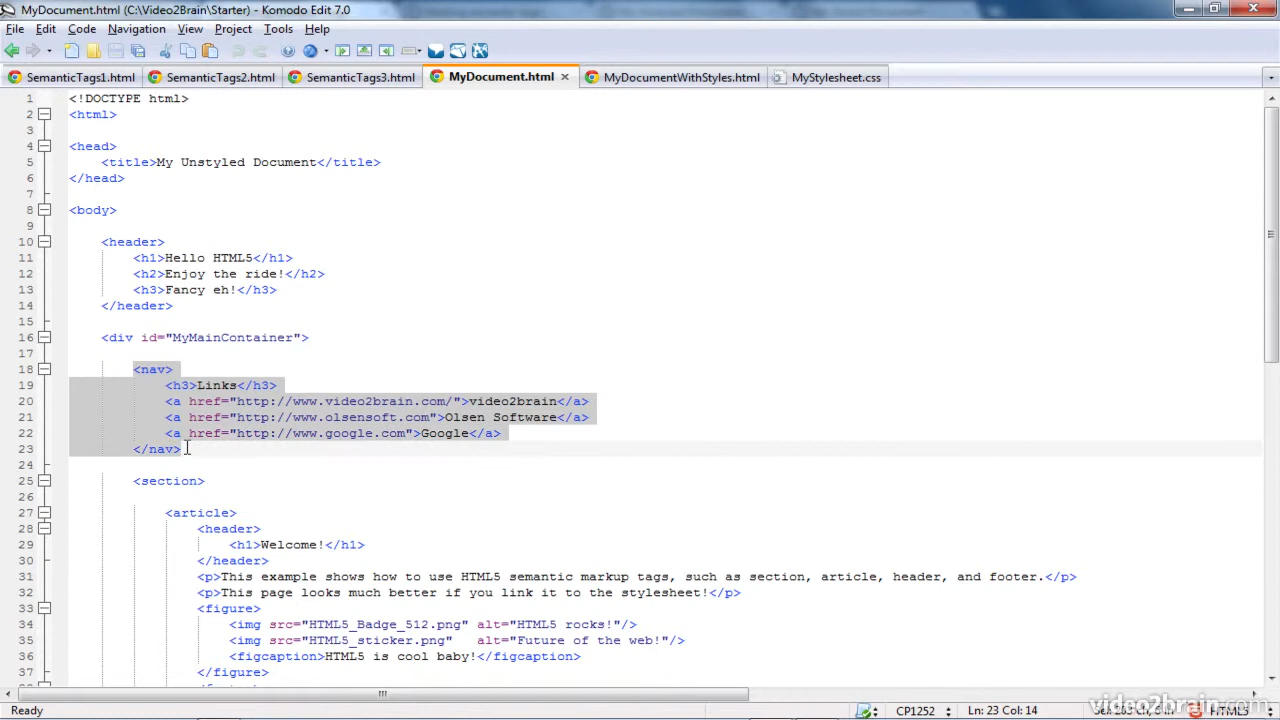 MyDocument.html (C:\Video2Brain\Starter) - Komodo Edit 7.0
File Edit Code Navigation View Project Tools Help
SemanticTags1.html SemanticTags2.html SemanticTags3.html MyDocument.html MyDocumentWithStyles.html MyStylesheet.css
1 <!DOCTYPE html>
2 <html>
3
4 <head>
5 <title>My Unstyled Document</title>
6 </head>
7
8 <body>
9
10 <header>
11 <h1>Hello HTML5</h1>
12 <h2>Enjoy the ride!</h2>
13 <h3>Fancy eh!</h3>
14 </header>
15
16 <div id="MyMainContainer">
17
18 <nav>
19 <h3>Links</h3>
20 <a href="http://www.video2brain.com/">video2brain</a>
21 <a href="http://www.olsensoft.com">Olsen Software</a>
22 <a href="http://www.google.com">Google</a>
23 </nav>
24
25 <section>
26
27 <article>
28 <header>
29 <h1>Welcome!</h1>
30 </header>
31 <p>This example shows how to use HTML5 semantic markup tags, such as section, article, header, and footer.</p>
32 <p>This page looks much better if you link it to the stylesheet!</p>
33 <figure>
34 <img src="HTML5_Badge_512.png" alt="HTML5 rocks!"/>
35 <img src="HTML5_sticker.png" alt="Future of the web!"/>
36 <figcaption>HTML5 is cool baby!</figcaption>
37 </figure>
Ready CP1252 Ln: 23 Col: 14 HTML5
video2brain.com